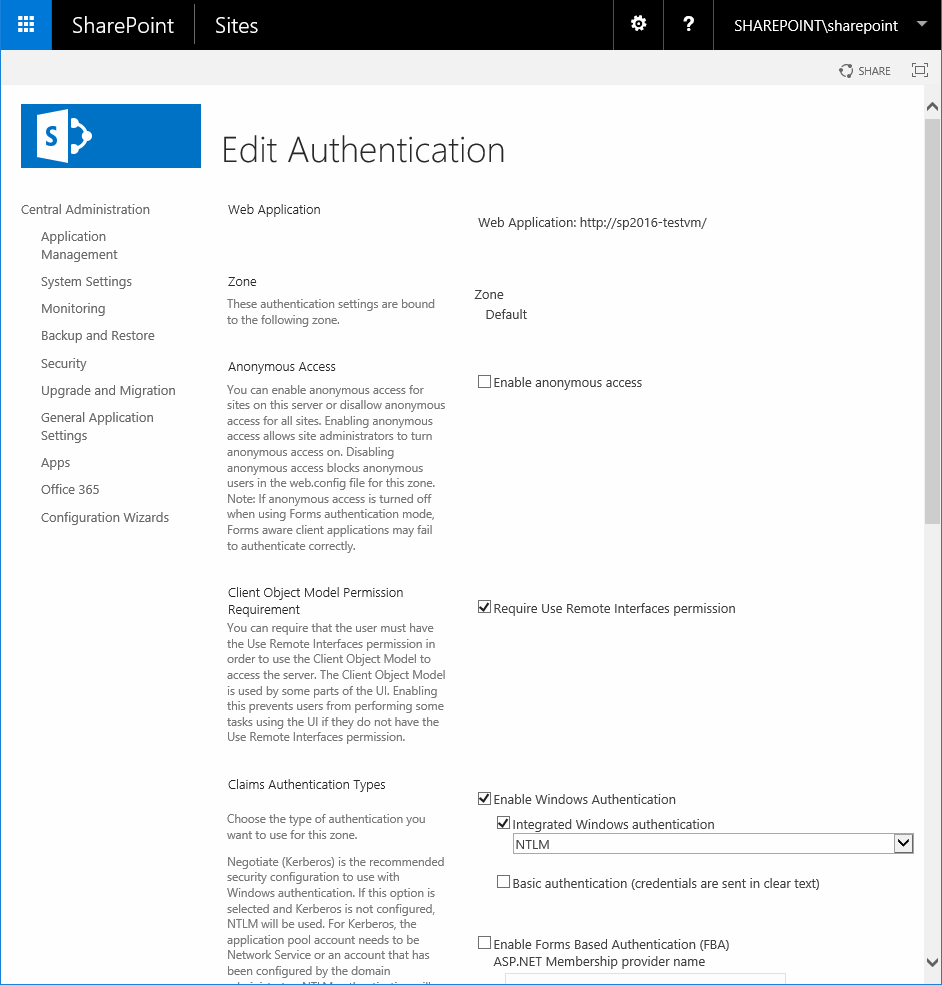 SharePoint
Sites
?
SHAREPOINT\sharepoint
SHARE
S
Edit Authentication
Central Administration
Application
Management
System Settings
Monitoring
Backup and Restore
Security
Upgrade and Migration
General Application
Settings
Apps
Office 365
Configuration Wizards
Web Application
Web Application: http://sp2016-testvm/
Zone
These authentication settings are bound
to the following zone.
Zone
Default
Anonymous Access
You can enable anonymous access for
sites on this server or disallow anonymous
access for all sites. Enabling anonymous
access allows site administrators to turn
anonymous access on. Disabling
anonymous access blocks anonymous
users in the web.config file for this zone.
Note: If anonymous access is turned off
when using Forms authentication mode,
Forms aware client applications may fail
to authenticate correctly.
Enable anonymous access
Client Object Model Permission
Requirement
You can require that the user must have
the Use Remote Interfaces permission in
order to use the Client Object Model to
access the server. The Client Object Model
is used by some parts of the UI. Enabling
this prevents users from performing some
tasks using the UI if they do not have the
Use Remote Interfaces permission.
Require Use Remote Interfaces permission
Claims Authentication Types
Choose the type of authentication you
want to use for this zone.
Negotiate (Kerberos) is the recommended
security configuration to use with
Windows authentication. If this option is
selected and Kerberos is not configured,
NTLM will be used. For Kerberos, the
application pool account needs to be
Network Service or an account that has
been configured by the domain
Enable Windows Authentication
Integrated Windows authentication
NTLM
Basic authentication (credentials are sent in clear text)
Enable Forms Based Authentication (FBA)
ASP.NET Membership provider name